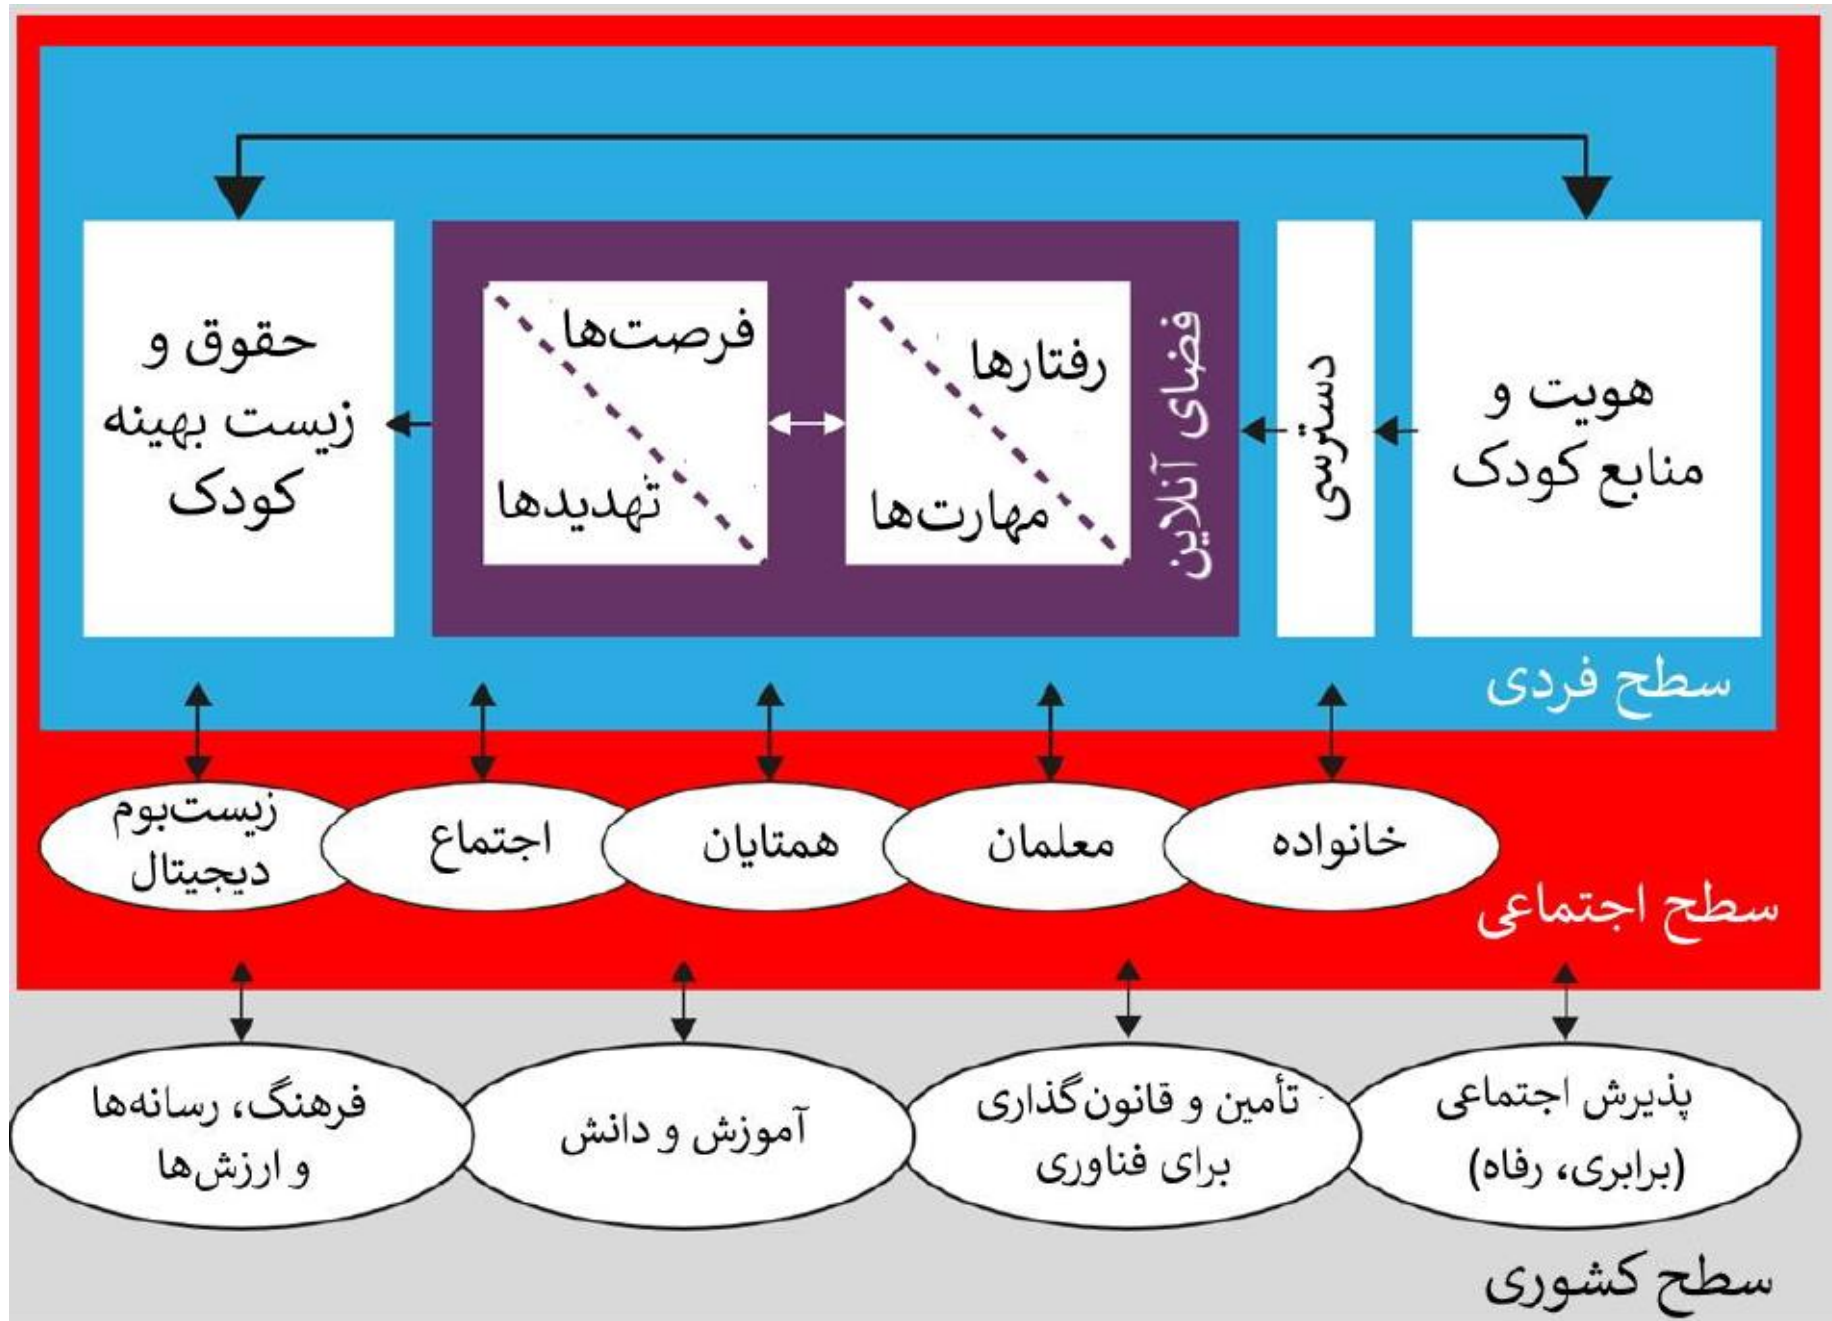 هویت و
منابع کودک
دسترسی
فضای آنلاین
رفتارها
مهارت‌ها
فرصت‌ها
تهدیدها
حقوق و
زیست بهینه
کودک
سطح فردی
خانواده
معلمان
همتایان
اجتماع
زیست‌بوم
دیجیتال
سطح اجتماعی
پذیرش اجتماعی
(برابری، رفاه)
تأمین و قانون‌گذاری
برای فناوری
آموزش و دانش
فرهنگ، رسانه‌ها
و ارزش‌ها
سطح کشوری